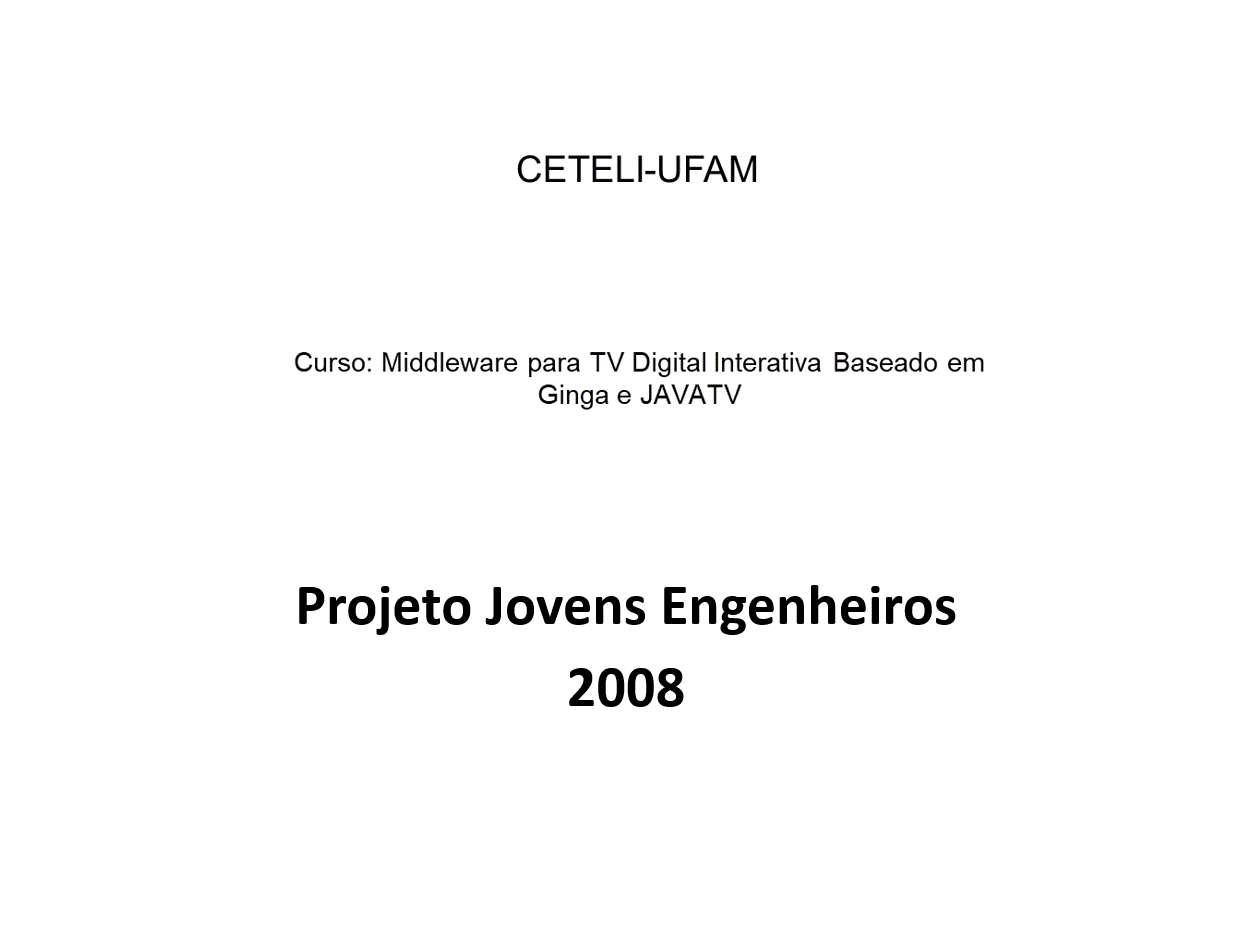 CETELI-UFAM
Curso: Middleware para TV Digital Interativa Baseado em
Ginga e JAVATV
Projeto Jovens Engenheiros
2008